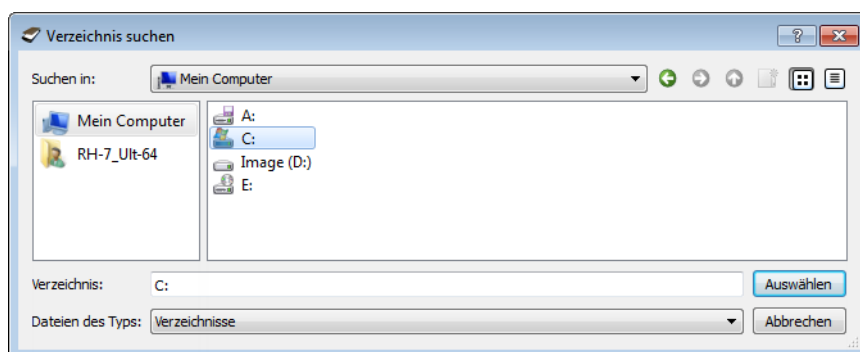 Verzeichnis suchen
Suchen in: Mein Computer
Mein Computer
RH-7_Ult-64
A:
C:
Image (D:)
E:
Verzeichnis: C: Auswählen
Dateien des Typs: Verzeichnisse Abbrechen